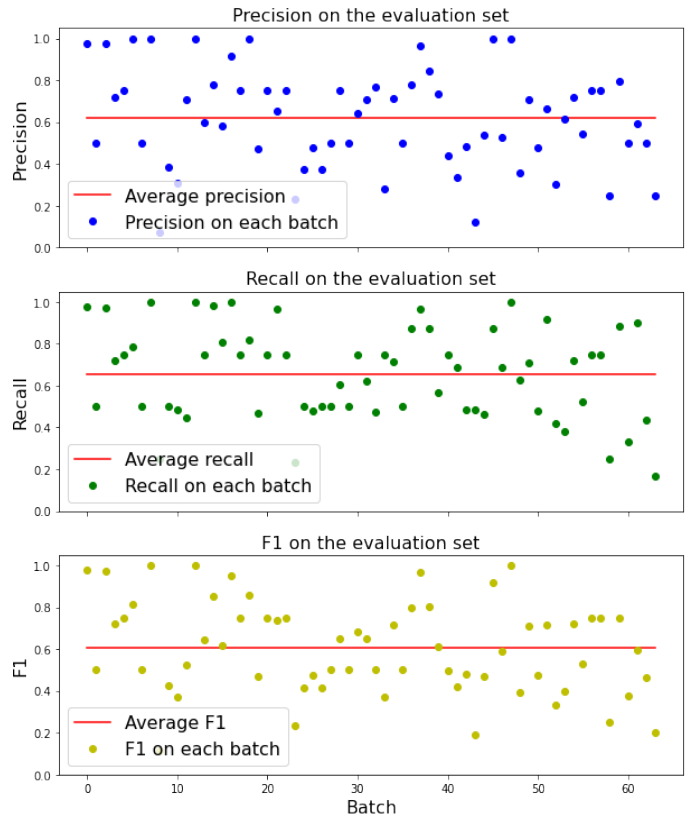 Precision on the evaluation set
1.0
0.8
0.6
0.4
0.2
0.0
Precision
Average precision
Precision on each batch
Recall on the evaluation set
1.0
0.8
0.6
0.4
0.2
0.0
Recall
Average recall
Recall on each batch
F1 on the evaluation set
1.0
0.8
0.6
0.4
0.2
0.0
F1
Average F1
F1 on each batch
0 10 20 30 40 50 60
Batch